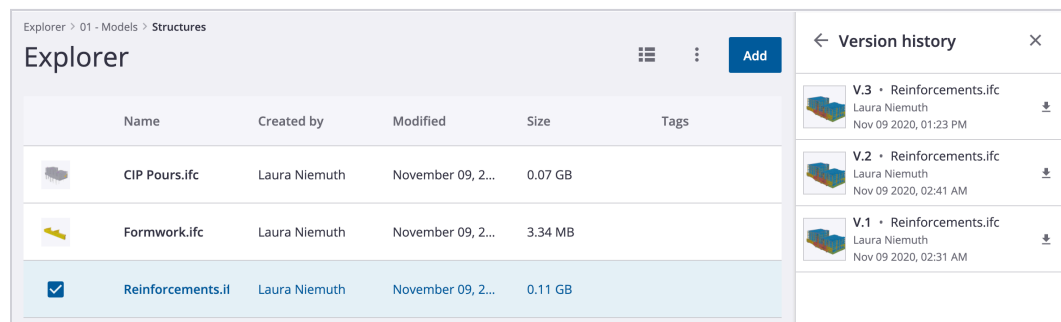 Explorer > 01 - Models > Structures
Explorer
Add
Name Created by Modified Size Tags
CIP Pours.ifc Laura Niemuth November 09, 2... 0.07 GB
Formwork.ifc Laura Niemuth November 09, 2... 3.34 MB
Reinforcements.if Laura Niemuth November 09, 2... 0.11 GB
Version history
V.3 • Reinforcements.ifc
Laura Niemuth
Nov 09 2020, 01:23 PM
V.2 • Reinforcements.ifc
Laura Niemuth
Nov 09 2020, 02:41 AM
V.1 • Reinforcements.ifc
Laura Niemuth
Nov 09 2020, 02:31 AM